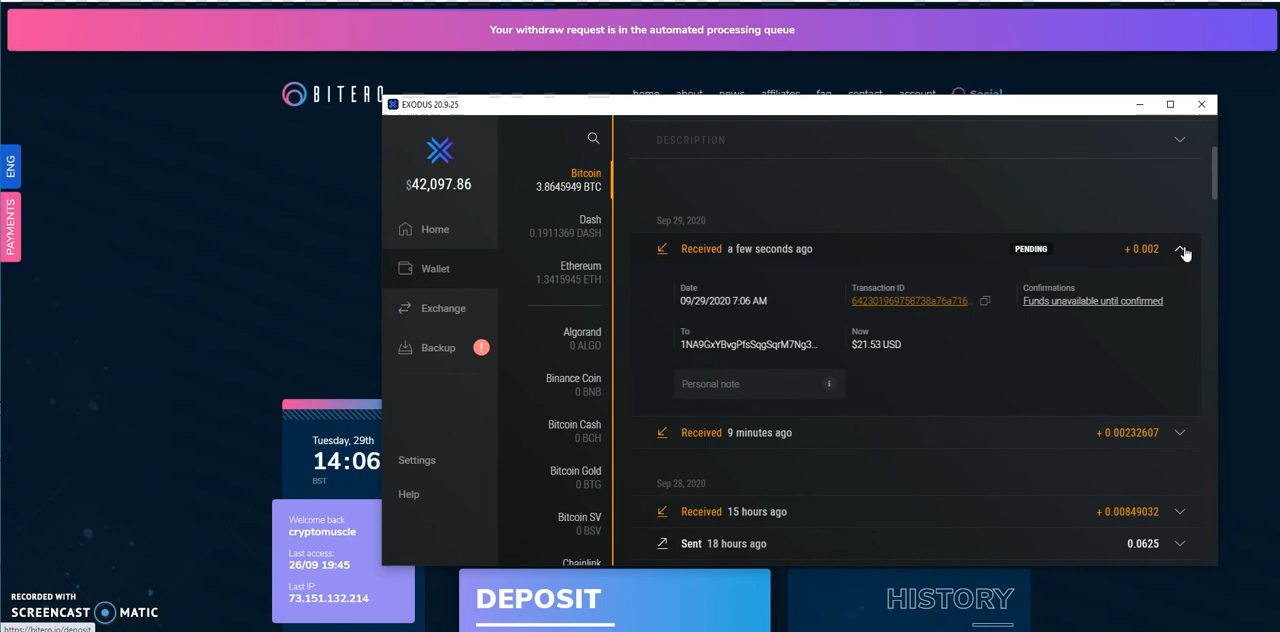 Your withdraw request is in the automated processing queue
BITERO
home about news affiliates faq contact account Social
EXODUS 20.9.25
ENG
PAYMENTS
$42,097.86
Home
Wallet
Exchange
Backup !
Settings
Help
Bitcoin
3.8645949 BTC
Dash
0.1911369 DASH
Ethereum
1.3415945 ETH
Algorand
0 ALGO
Binance Coin
0 BNB
Bitcoin Cash
0 BCH
Bitcoin Gold
0 BTG
Bitcoin SV
0 BSV
Chainlink
DESCRIPTION
Sep 29, 2020
Received a few seconds ago PENDING + 0.002
Date Transaction ID Confirmations
09/29/2020 7:06 AM 642301969758738a76a716... Funds unavailable until confirmed
To Now
1NA9GxYBvgPfsSqgSqrM7Ng3... $21.53 USD
Personal note i
Received 9 minutes ago + 0.00232607
Sep 28, 2020
Received 15 hours ago + 0.00849032
Sent 18 hours ago 0.0625
Tuesday, 29th
14:06
BST
Welcome back
cryptomuscle
Last access:
26/09 19:45
Last IP:
73.151.132.214
DEPOSIT
HISTORY
RECORDED WITH
SCREENCAST MATIC
https://bitero.io/deposit